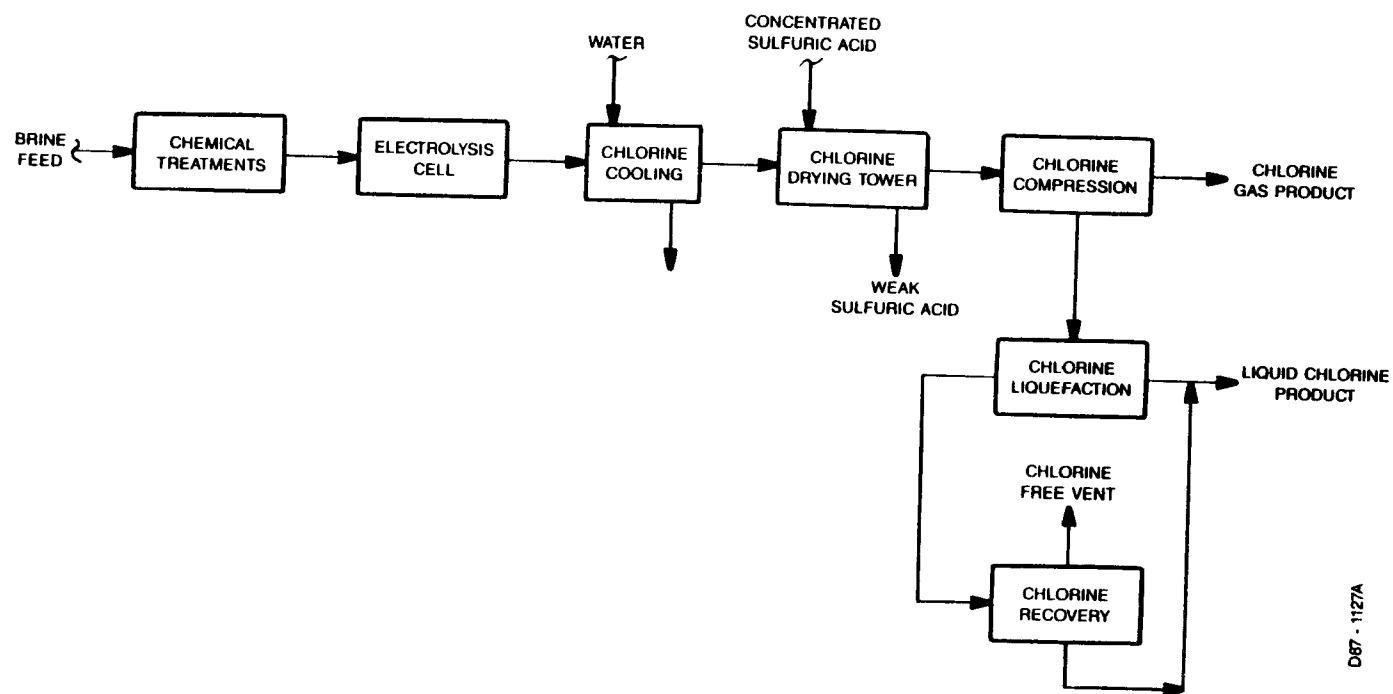 CONCENTRATED
SULFURIC ACID
WATER
BRINE
FEED
CHEMICAL
TREATMENTS
ELECTROLYSIS
CELL
CHLORINE
COOLING
CHLORINE
DRYING TOWER
CHLORINE
COMPRESSION
CHLORINE
GAS PRODUCT
WEAK
SULFURIC ACID
CHLORINE
LIQUEFACTION
LIQUID CHLORINE
PRODUCT
CHLORINE
FREE VENT
CHLORINE
RECOVERY
D87 - 1127A